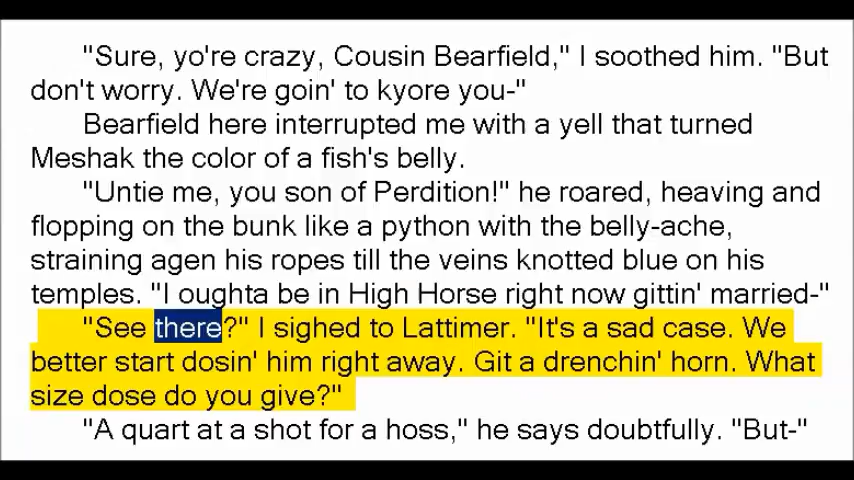 "Sure, yo're crazy, Cousin Bearfield," I soothed him. "But
don't worry. We're goin' to kyore you-"
Bearfield here interrupted me with a yell that turned
Meshak the color of a fish's belly.
"Untie me, you son of Perdition!" he roared, heaving and
flopping on the bunk like a python with the belly-ache,
straining agen his ropes till the veins knotted blue on his
temples. "I oughta be in High Horse right now gittin' married-"
"See there?" I sighed to Lattimer. "It's a sad case. We
better start dosin' him right away. Git a drenchin' horn. What
size dose do you give?"
"A quart at a shot for a hoss," he says doubtfully. "But-"